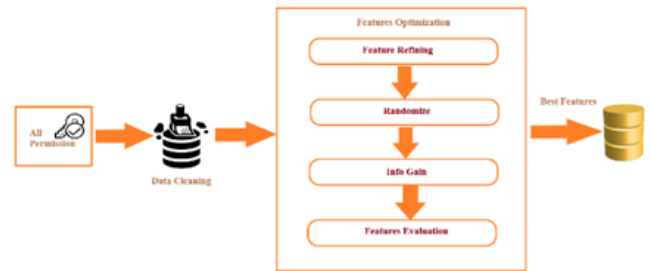 All
Permission
Data Cleaning
Features Optimization
Feature Refining
Randomize
Info Gain
Features Evaluation
Best Features